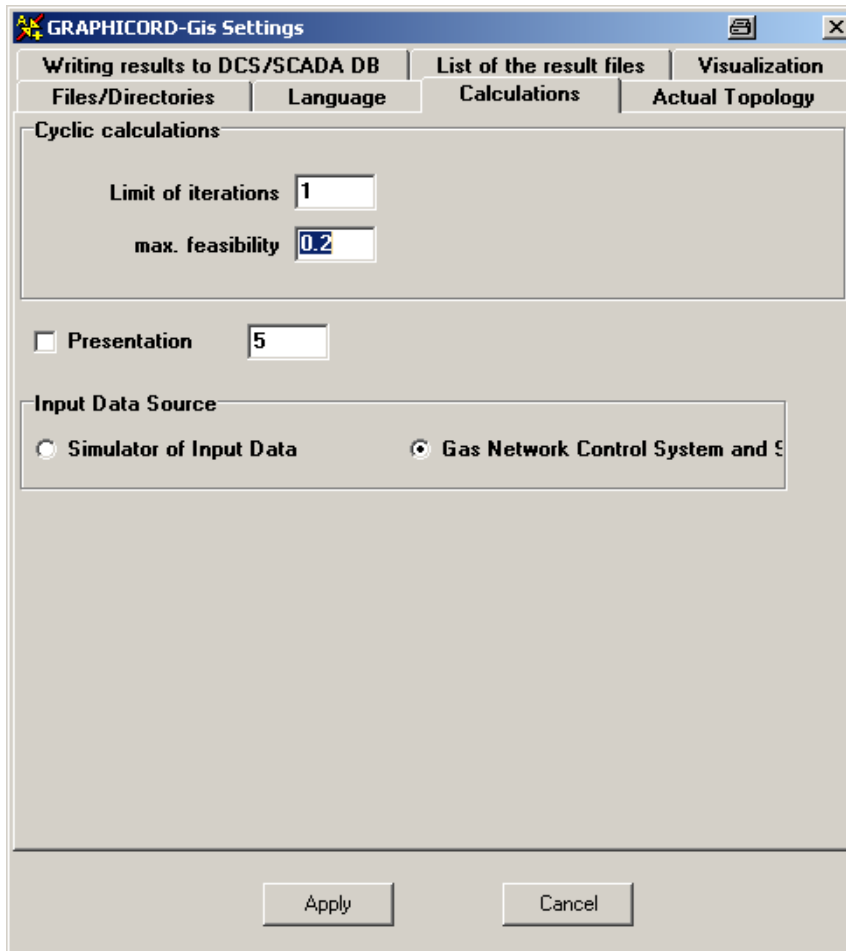 GRAPHICORD-Gis Settings
Writing results to DCS/SCADA DB List of the result files Visualization
Files/Directories Language Calculations Actual Topology
Cyclic calculations
Limit of iterations 1
max. feasibility 0.2
Presentation 5
Input Data Source
Simulator of Input Data Gas Network Control System and S
Apply Cancel